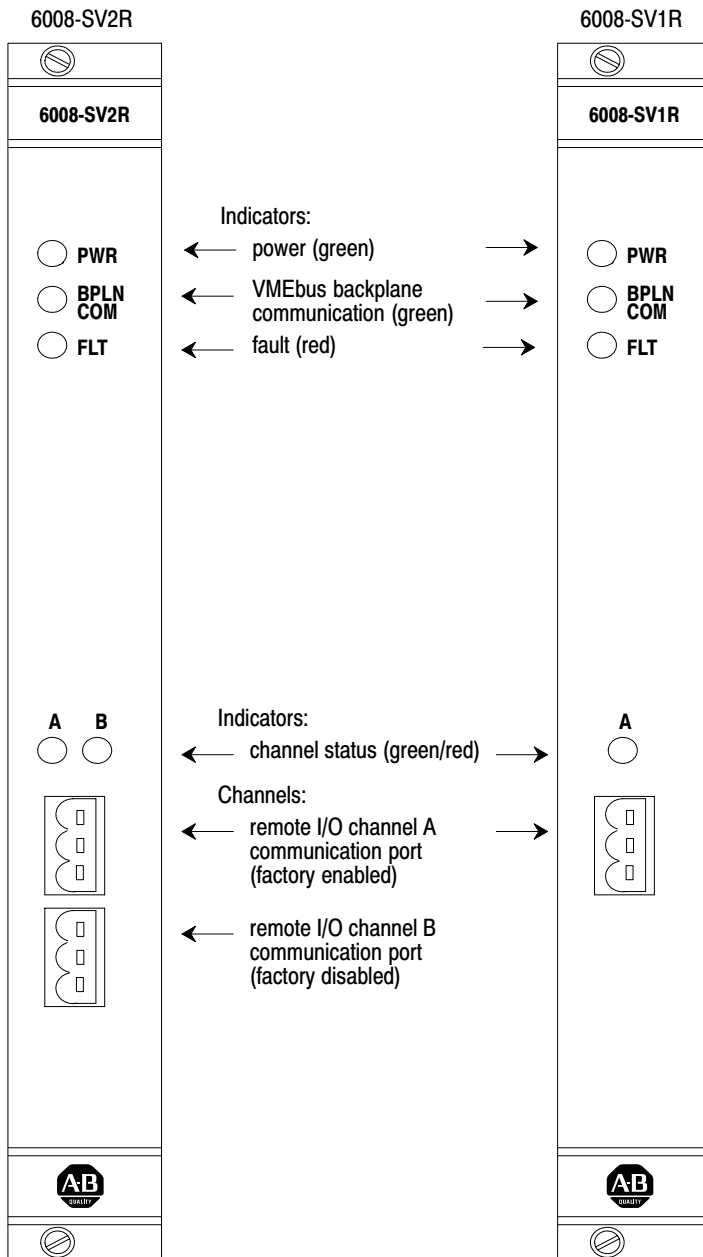 6008-SV2R
6008-SV1R
6008-SV2R
6008-SV1R
Indicators:
PWR
power (green)
PWR
BPLN
COM
VMEbus backplane
communication (green)
BPLN
COM
FLT
fault (red)
FLT
A B
Indicators:
A
channel status (green/red)
Channels:
remote I/O channel A
communication port
(factory enabled)
remote I/O channel B
communication port
(factory disabled)
A-B
QUALITY
A-B
QUALITY